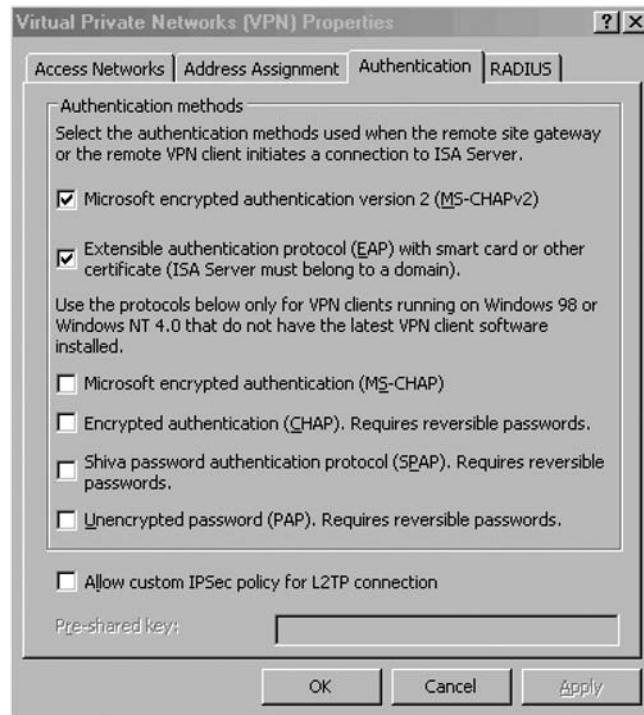 Virtual Private Networks (VPN) Properties
Access Networks
Address Assignment
Authentication
RADIUS
Authentication methods
Select the authentication methods used when the remote site gateway
or the remote VPN client initiates a connection to ISA Server.
Microsoft encrypted authentication version 2 (MS-CHAPv2)
Extensible authentication protocol (EAP) with smart card or other
certificate (ISA Server must belong to a domain).
Use the protocols below only for VPN clients running on Windows 98 or
Windows NT 4.0 that do not have the latest VPN client software
installed.
Microsoft encrypted authentication (MS-CHAP)
Encrypted authentication (CHAP). Requires reversible passwords.
Shiva password authentication protocol (SPAP). Requires reversible
passwords.
Unencrypted password (PAP). Requires reversible passwords.
Allow custom IPSec policy for L2TP connection
Pre-shared key:
OK
Cancel
Apply